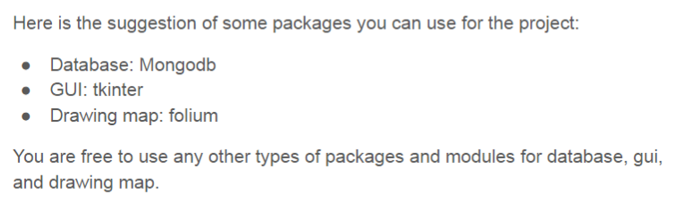 Here is the suggestion of some packages you can use for the project:
● Database: Mongodb
● GUI: tkinter
● Drawing map: folium
You are free to use any other types of packages and modules for database, gui,
and drawing map.